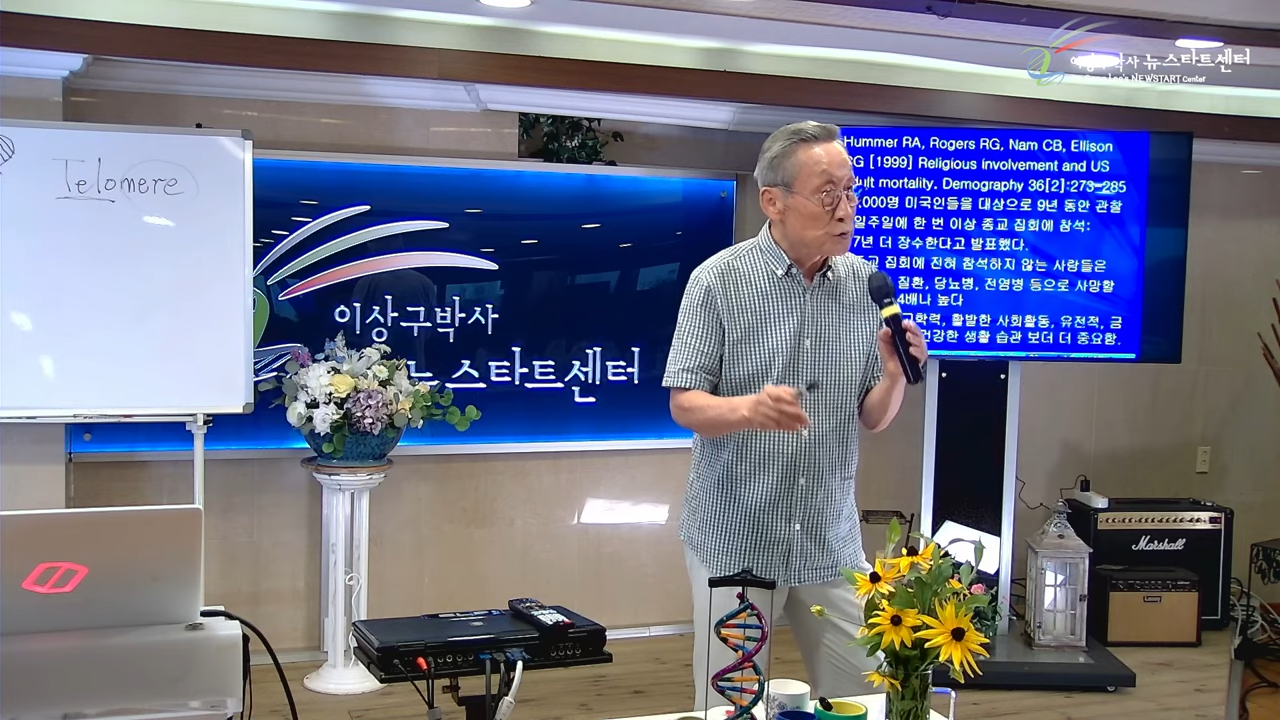 이상구박사 뉴스타트센터
Lee's NEWSTART Center
Telomere
이상구박사
뉴스타트센터
Hummer RA, Rogers RG, Nam CB, Ellison
[1999] Religious involvement and US
mortality. Demography 36[2]:273-285
000명 미국인들을 대상으로 9년 동안 관찰
일주일에 한 번 이상 종교 집회에 참석:
7년 더 장수한다고 발표했다.
집회에 전혀 참석하지 않는 사람들은
질환, 당뇨병, 전염병 등으로 사망할
4배나 높다
고학력, 활발한 사회활동, 유전적, 금
건강한 생활 습관 보더 더 중요함.
Marshall
Laney